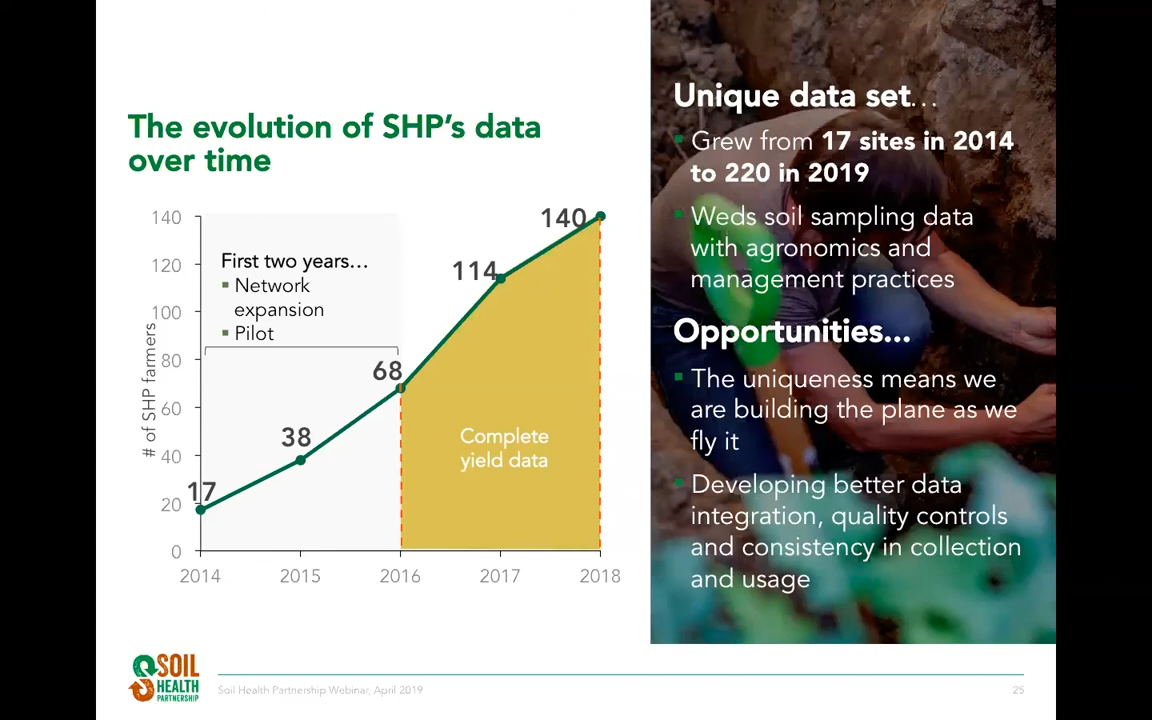 The evolution of SHP's data
over time
140
120
100
80
60
40
20
0
# of SHP farmers
First two years...
▪ Network
expansion
▪ Pilot
17
38
68
114
140
Complete
yield data
2014
2015
2016
2017
2018
Unique data set...
▪ Grew from 17 sites in 2014
to 220 in 2019
▪ Weds soil sampling data
with agronomics and
management practices
Opportunities...
▪ The uniqueness means we
are building the plane as we
fly it
▪ Developing better data
integration, quality controls
and consistency in collection
and usage
SOIL
HEALTH
PARTNERSHIP
Soil Health Partnership Webinar, April 2019
25